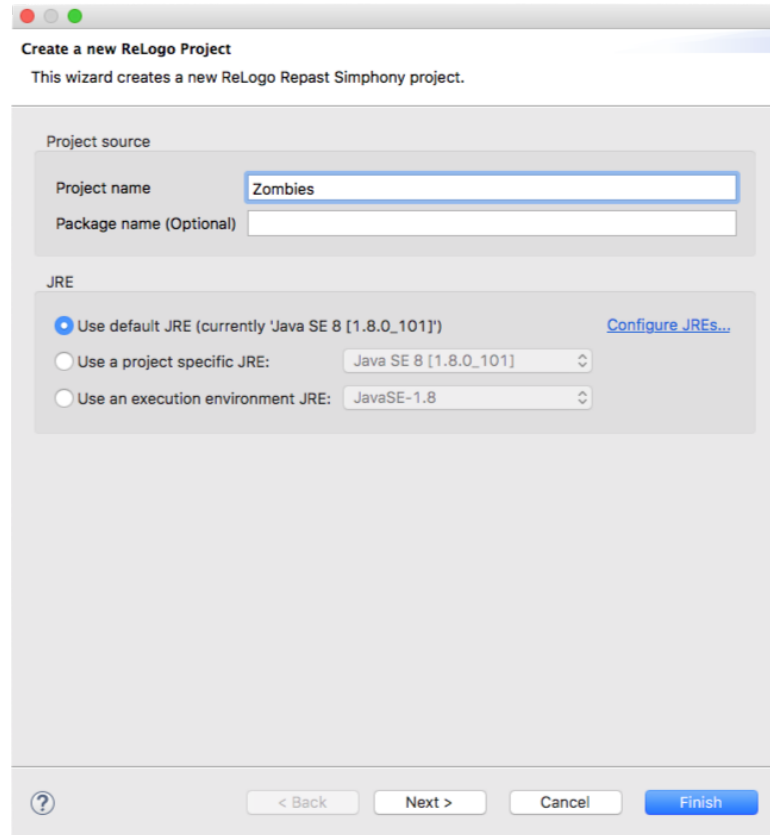 Create a new ReLogo Project
This wizard creates a new ReLogo Repast Simphony project.
Project source
Project name Zombies
Package name (Optional)
JRE
Use default JRE (currently 'Java SE 8 [1.8.0_101]') Configure JREs...
Use a project specific JRE: Java SE 8 [1.8.0_101]
Use an execution environment JRE: JavaSE-1.8
? < Back Next > Cancel Finish